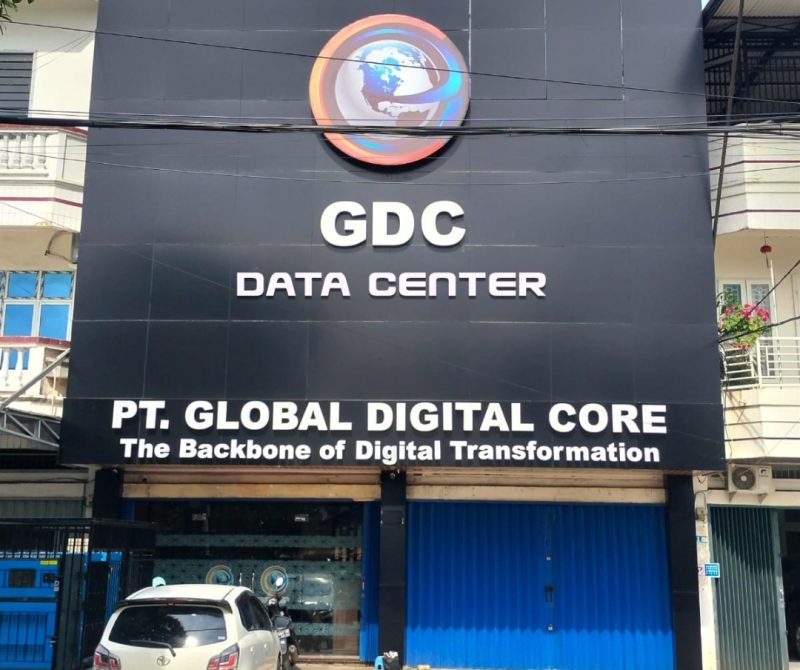 GDC
DATA CENTER
PT. GLOBAL DIGITAL CORE
The Backbone of Digital Transformation